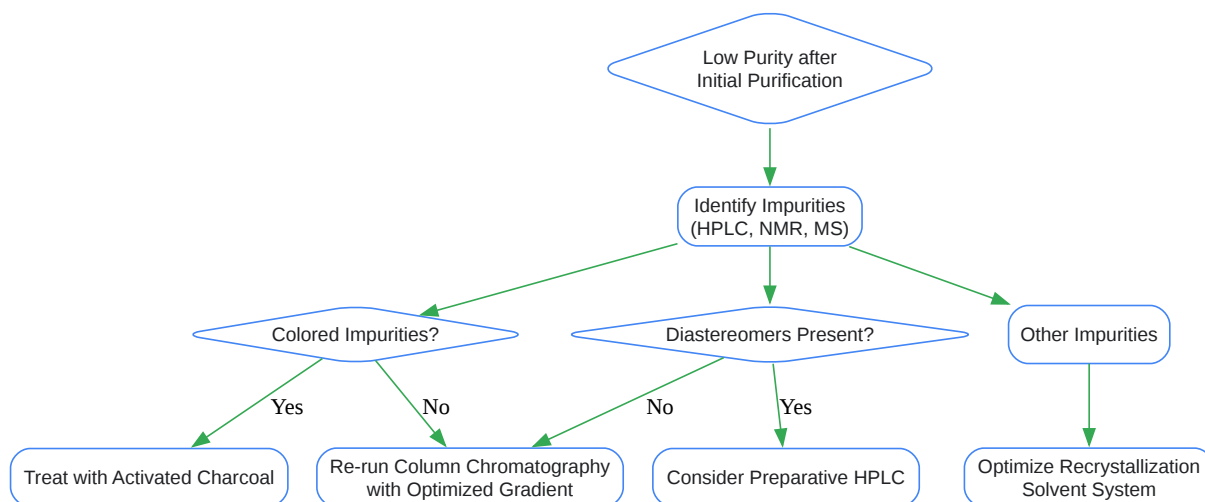 Low Purity after
Initial Purification
Identify Impurities
(HPLC, NMR, MS)
Colored Impurities?
Diastereomers Present?
Other Impurities
Yes
No
No
Yes
Treat with Activated Charcoal
Re-run Column Chromatography
with Optimized Gradient
Consider Preparative HPLC
Optimize Recrystallization
Solvent System